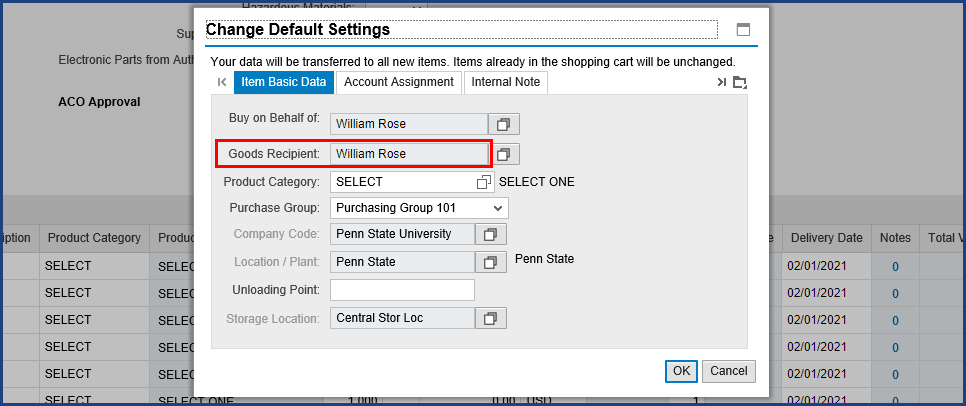 Hazardous Materials:
Sup
Change Default Settings
Electronic Parts from Auth
Your data will be transferred to all new items. Items already in the shopping cart will be unchanged.
Item Basic Data Account Assignment Internal Note
ACO Approval
Buy on Behalf of: William Rose
Goods Recipient: William Rose
Product Category: SELECT SELECT ONE
Purchase Group: Purchasing Group 101
Company Code: Penn State University
Location / Plant: Penn State Penn State
Unloading Point:
Storage Location: Central Stor Loc
OK Cancel
ription Product Category Produ e Delivery Date Notes Total V
SELECT SELEC 02/01/2021 0
SELECT SELEC 02/01/2021 0
SELECT SELEC 02/01/2021 0
SELECT SELEC 02/01/2021 0
SELECT SELEC 02/01/2021 0
SELECT SELECT ONE 1.000 0.00 USD 1 02/01/2021 0